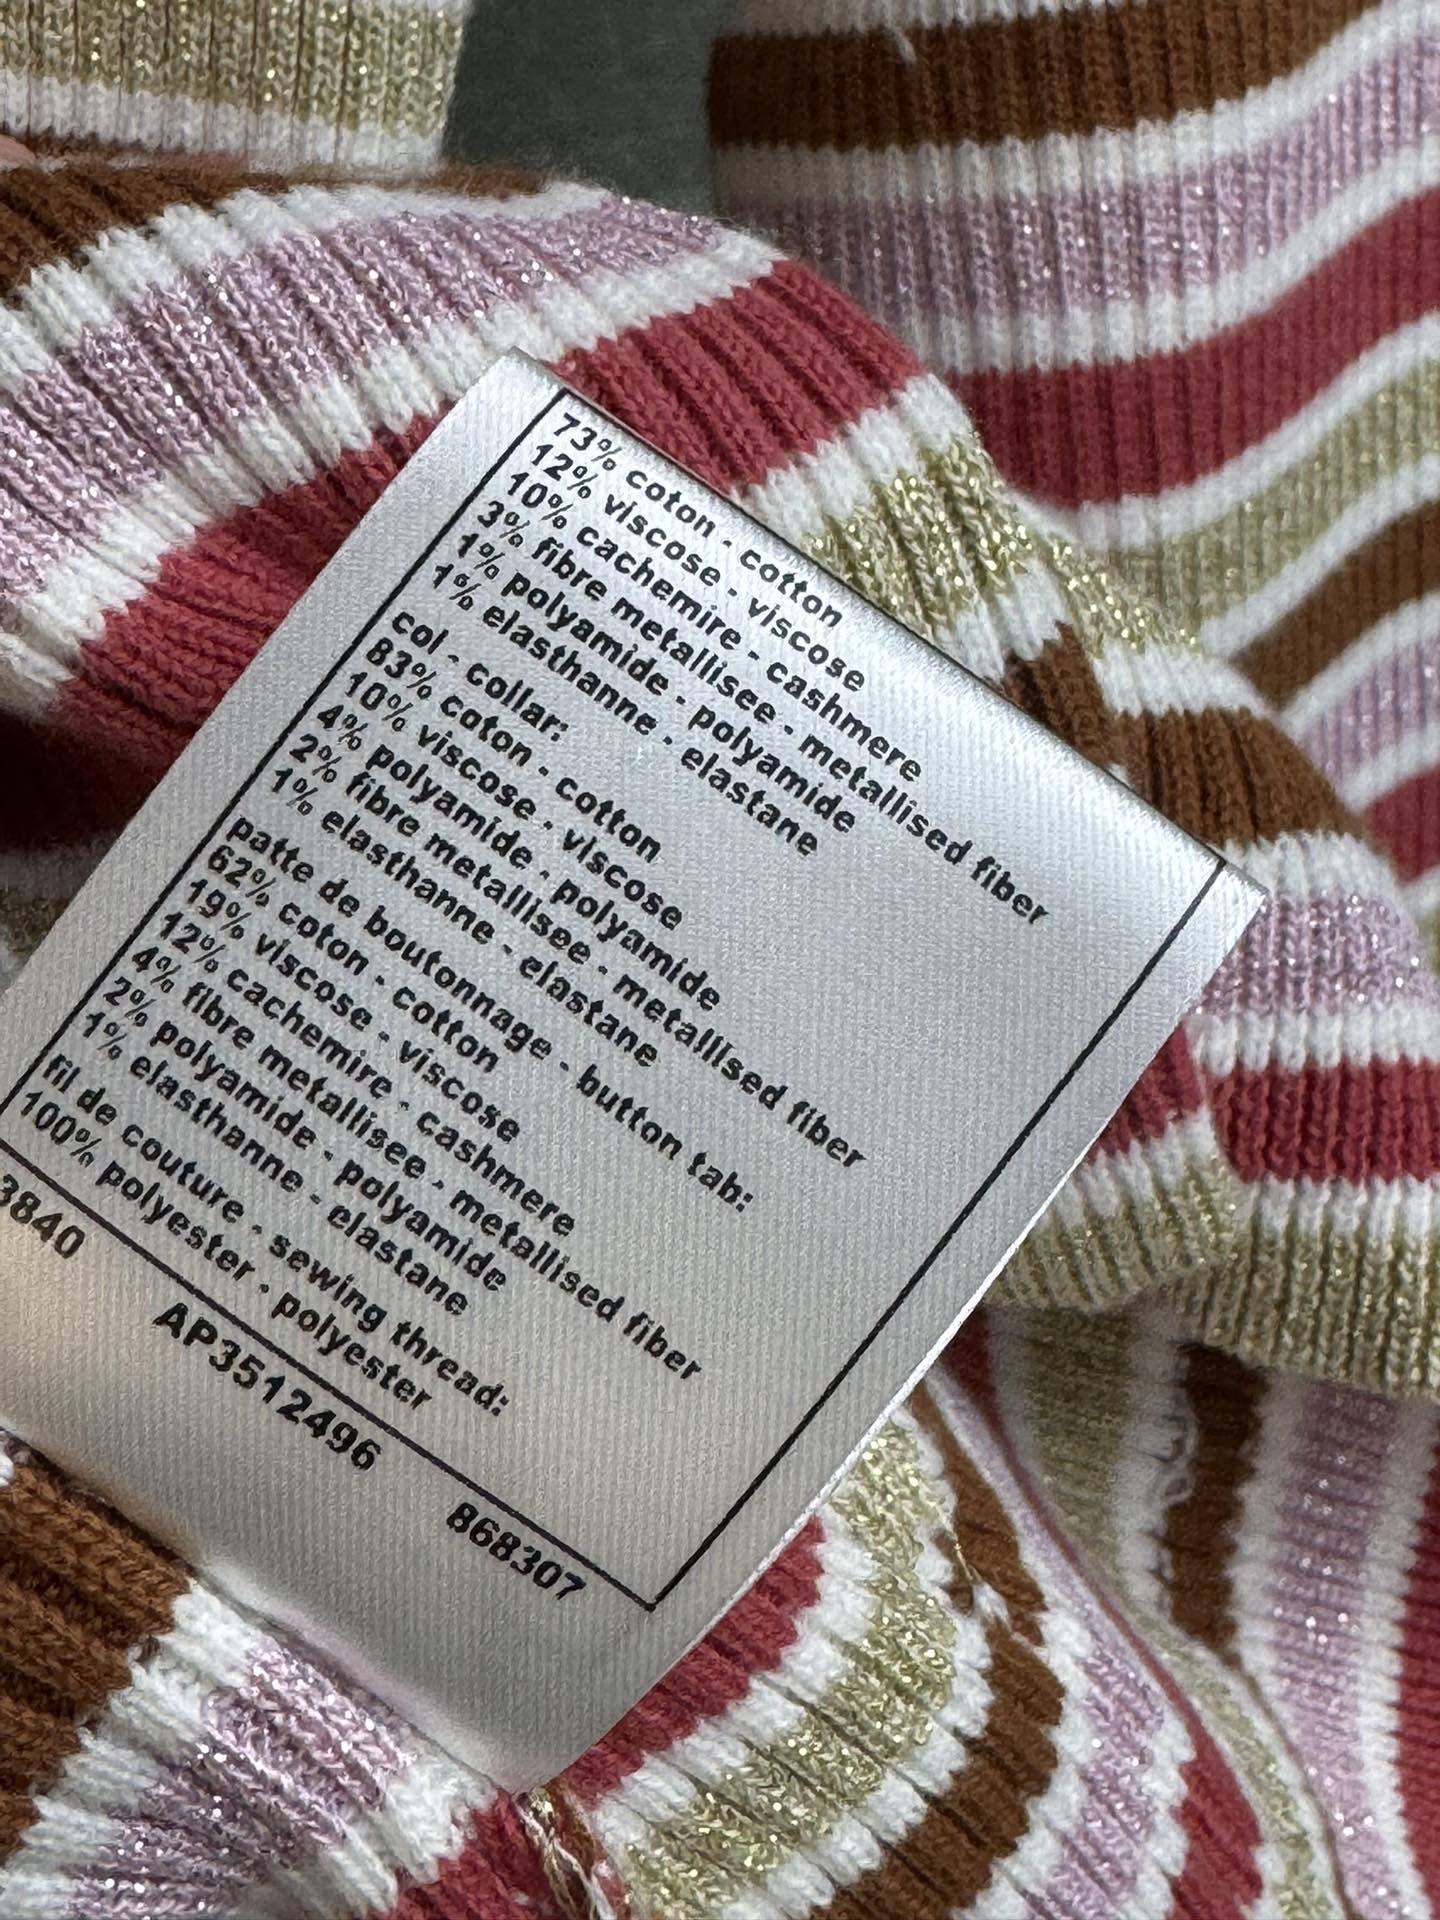 73% coton - cotton
12% viscose - viscose
10% cachemire - cashmere
3% fibre metallisee - metallised fiber
1% polyamide - polyamide
1% elasthanne - elastane
col - collar:
83% coton - cotton
10% viscose - viscose
4% polyamide - polyamide
2% fibre metallisee - metallised fiber
1% elasthanne - elastane
patte de boutonnage - button tab:
62% coton - cotton
19% viscose - viscose
12% cachemire - cashmere
4% fibre metallisee - metallised fiber
2% polyamide - polyamide
1% elasthanne - elastane
fil de couture - sewing thread:
100% polyester - polyester
3840 AP3512496 868307